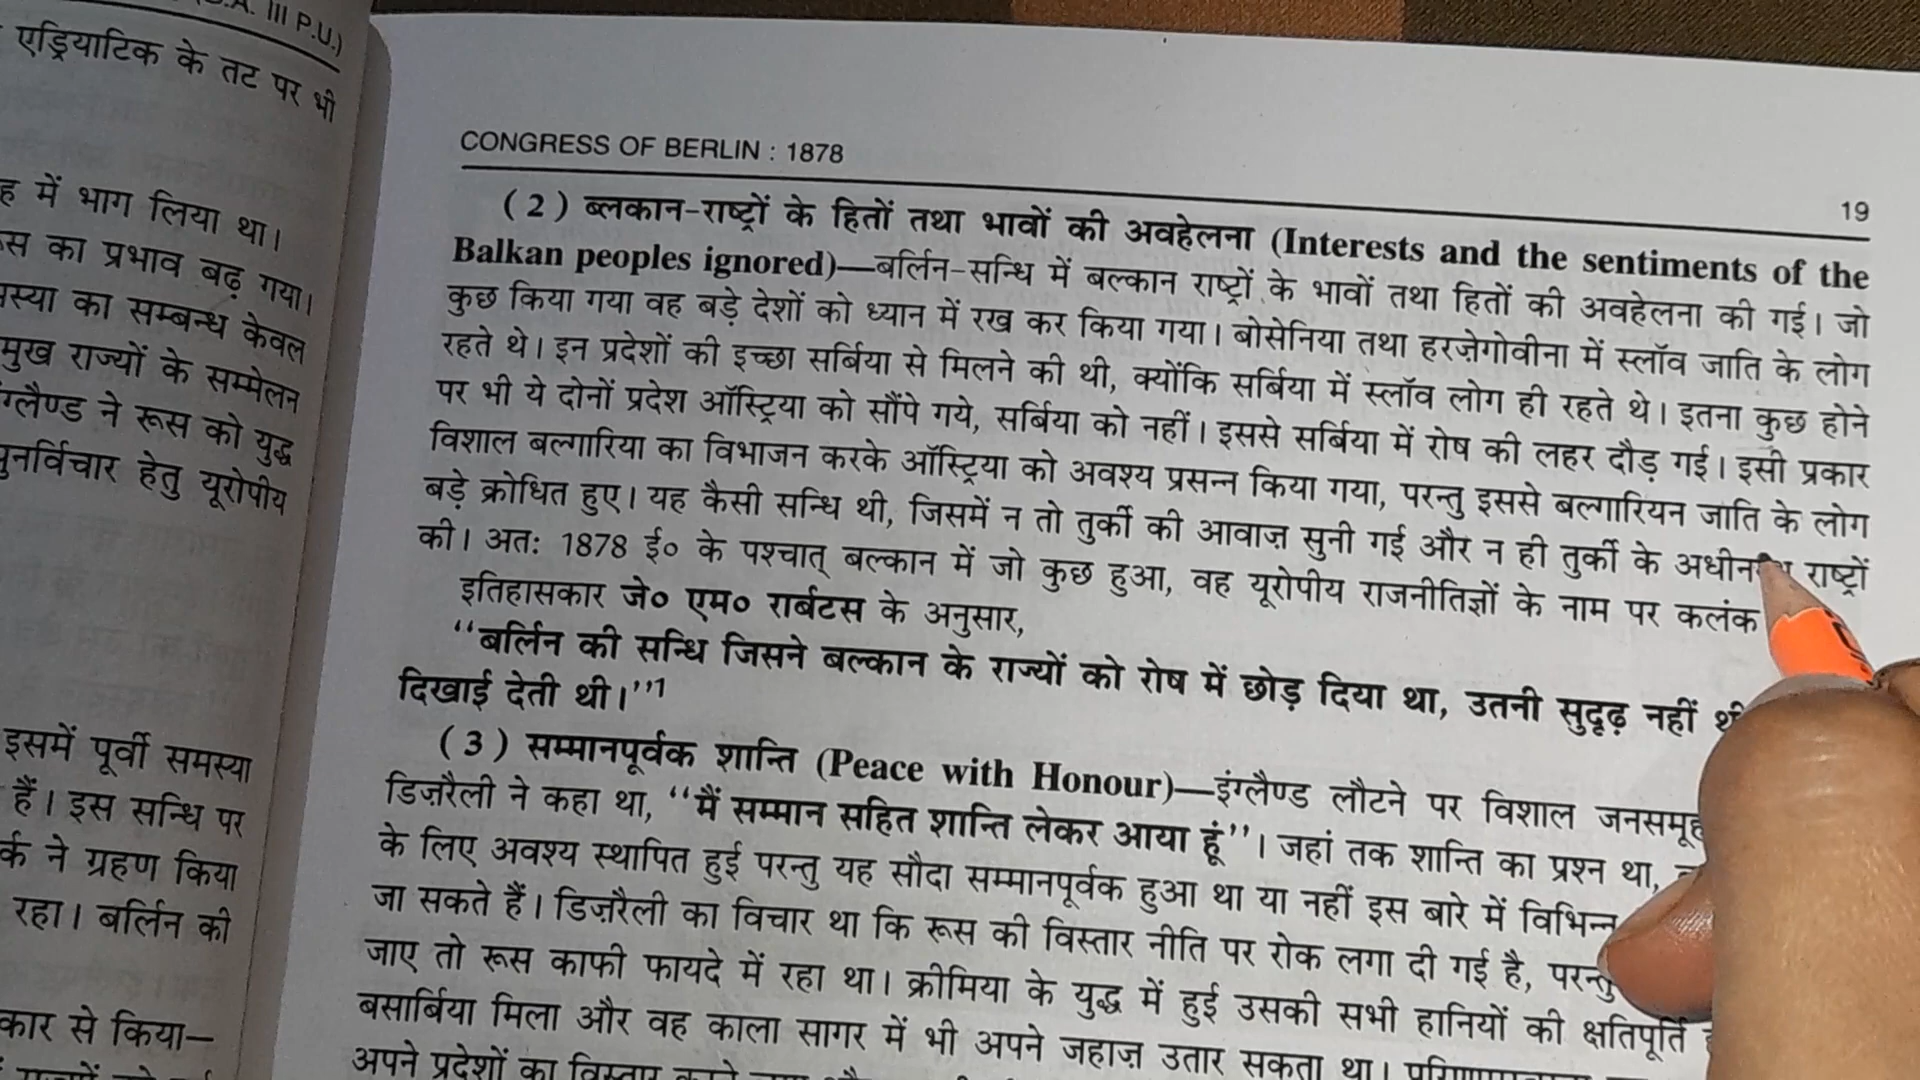 III P.U.)
एड्रियाटिक के तट पर भी
में भाग लिया था।
का प्रभाव बढ़ गया।
का सम्बन्ध केवल
राज्यों के सम्मेलन
ने रूस को युद्ध
हेतु यूरोपीय
इसमें पूर्वी समस्या
हैं। इस सन्धि पर
ने ग्रहण किया
रहा। बर्लिन की
से किया—
CONGRESS OF BERLIN : 1878
19
(2) ब्लकान-राष्ट्रों के हितों तथा भावों की अवहेलना (Interests and the sentiments of the
Balkan peoples ignored)—बर्लिन-सन्धि में बल्कान राष्ट्रों के भावों तथा हितों की अवहेलना की गई। जो
कुछ किया गया वह बड़े देशों को ध्यान में रख कर किया गया। बोसेनिया तथा हरज़ेगोवीना में स्लॉव जाति के लोग
रहते थे। इन प्रदेशों की इच्छा सर्बिया से मिलने की थी, क्योंकि सर्बिया में स्लॉव लोग ही रहते थे। इतना कुछ होने
पर भी ये दोनों प्रदेश ऑस्ट्रिया को सौंपे गये, सर्बिया को नहीं। इससे सर्बिया में रोष की लहर दौड़ गई। इसी प्रकार
विशाल बल्गारिया का विभाजन करके ऑस्ट्रिया को अवश्य प्रसन्न किया गया, परन्तु इससे बल्गारियन जाति के लोग
बड़े क्रोधित हुए। यह कैसी सन्धि थी, जिसमें न तो तुर्की की आवाज़ सुनी गई और न ही तुर्की के राष्ट्रों
की। अतः 1878 ई० के पश्चात् बल्कान में जो कुछ हुआ, वह यूरोपीय राजनीतिज्ञों के नाम पर कलंक
इतिहासकार जे० एम० रार्बटस के अनुसार,
“बर्लिन की सन्धि जिसने बल्कान के राज्यों को रोष में छोड़ दिया था, उतनी सुदृढ़ नहीं
दिखाई देती थी।”1
(3) सम्मानपूर्वक शान्ति (Peace with Honour)—इंग्लैण्ड लौटने पर विशाल जनसमूह
डिज़रैली ने कहा था, “मैं सम्मान सहित शान्ति लेकर आया हूं”। जहां तक शान्ति का प्रश्न था,
के लिए अवश्य स्थापित हुई परन्तु यह सौदा सम्मानपूर्वक हुआ था या नहीं इस बारे में विभिन्न
जा सकते हैं। डिज़रैली का विचार था कि रूस की विस्तार नीति पर रोक लगा दी गई है, परन्तु
जाए तो रूस काफी फायदे में रहा था। क्रीमिया के युद्ध में हुई उसकी सभी हानियों की क्षतिपूर्ति
बसार्बिया मिला और वह काला सागर में भी अपने जहाज़ उतार सकता था।
अपने प्रदेशों का विस्तार